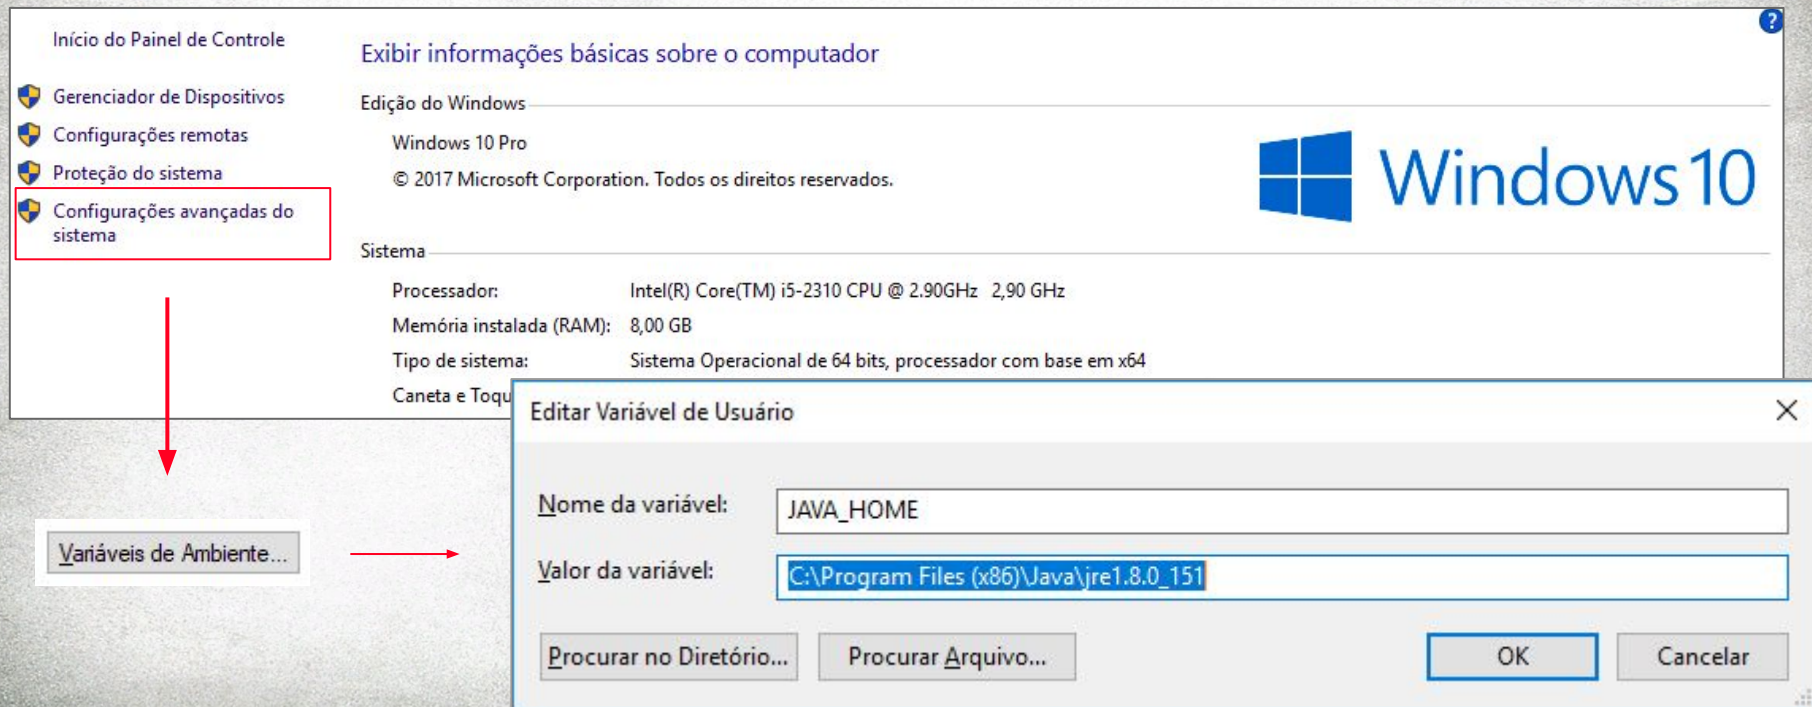 ?
Início do Painel de Controle
Gerenciador de Dispositivos
Configurações remotas
Proteção do sistema
Configurações avançadas do
sistema
Exibir informações básicas sobre o computador
Edição do Windows
Windows 10 Pro
© 2017 Microsoft Corporation. Todos os direitos reservados.
Windows 10
Sistema
Processador: Intel(R) Core(TM) i5-2310 CPU @ 2.90GHz 2,90 GHz
Memória instalada (RAM): 8,00 GB
Tipo de sistema: Sistema Operacional de 64 bits, processador com base em x64
Caneta e Toqu
Variáveis de Ambiente...
Editar Variável de Usuário
Nome da variável: JAVA_HOME
Valor da variável: C:\Program Files (x86)\Java\jre1.8.0_151
Procurar no Diretório... Procurar Arquivo... OK Cancelar